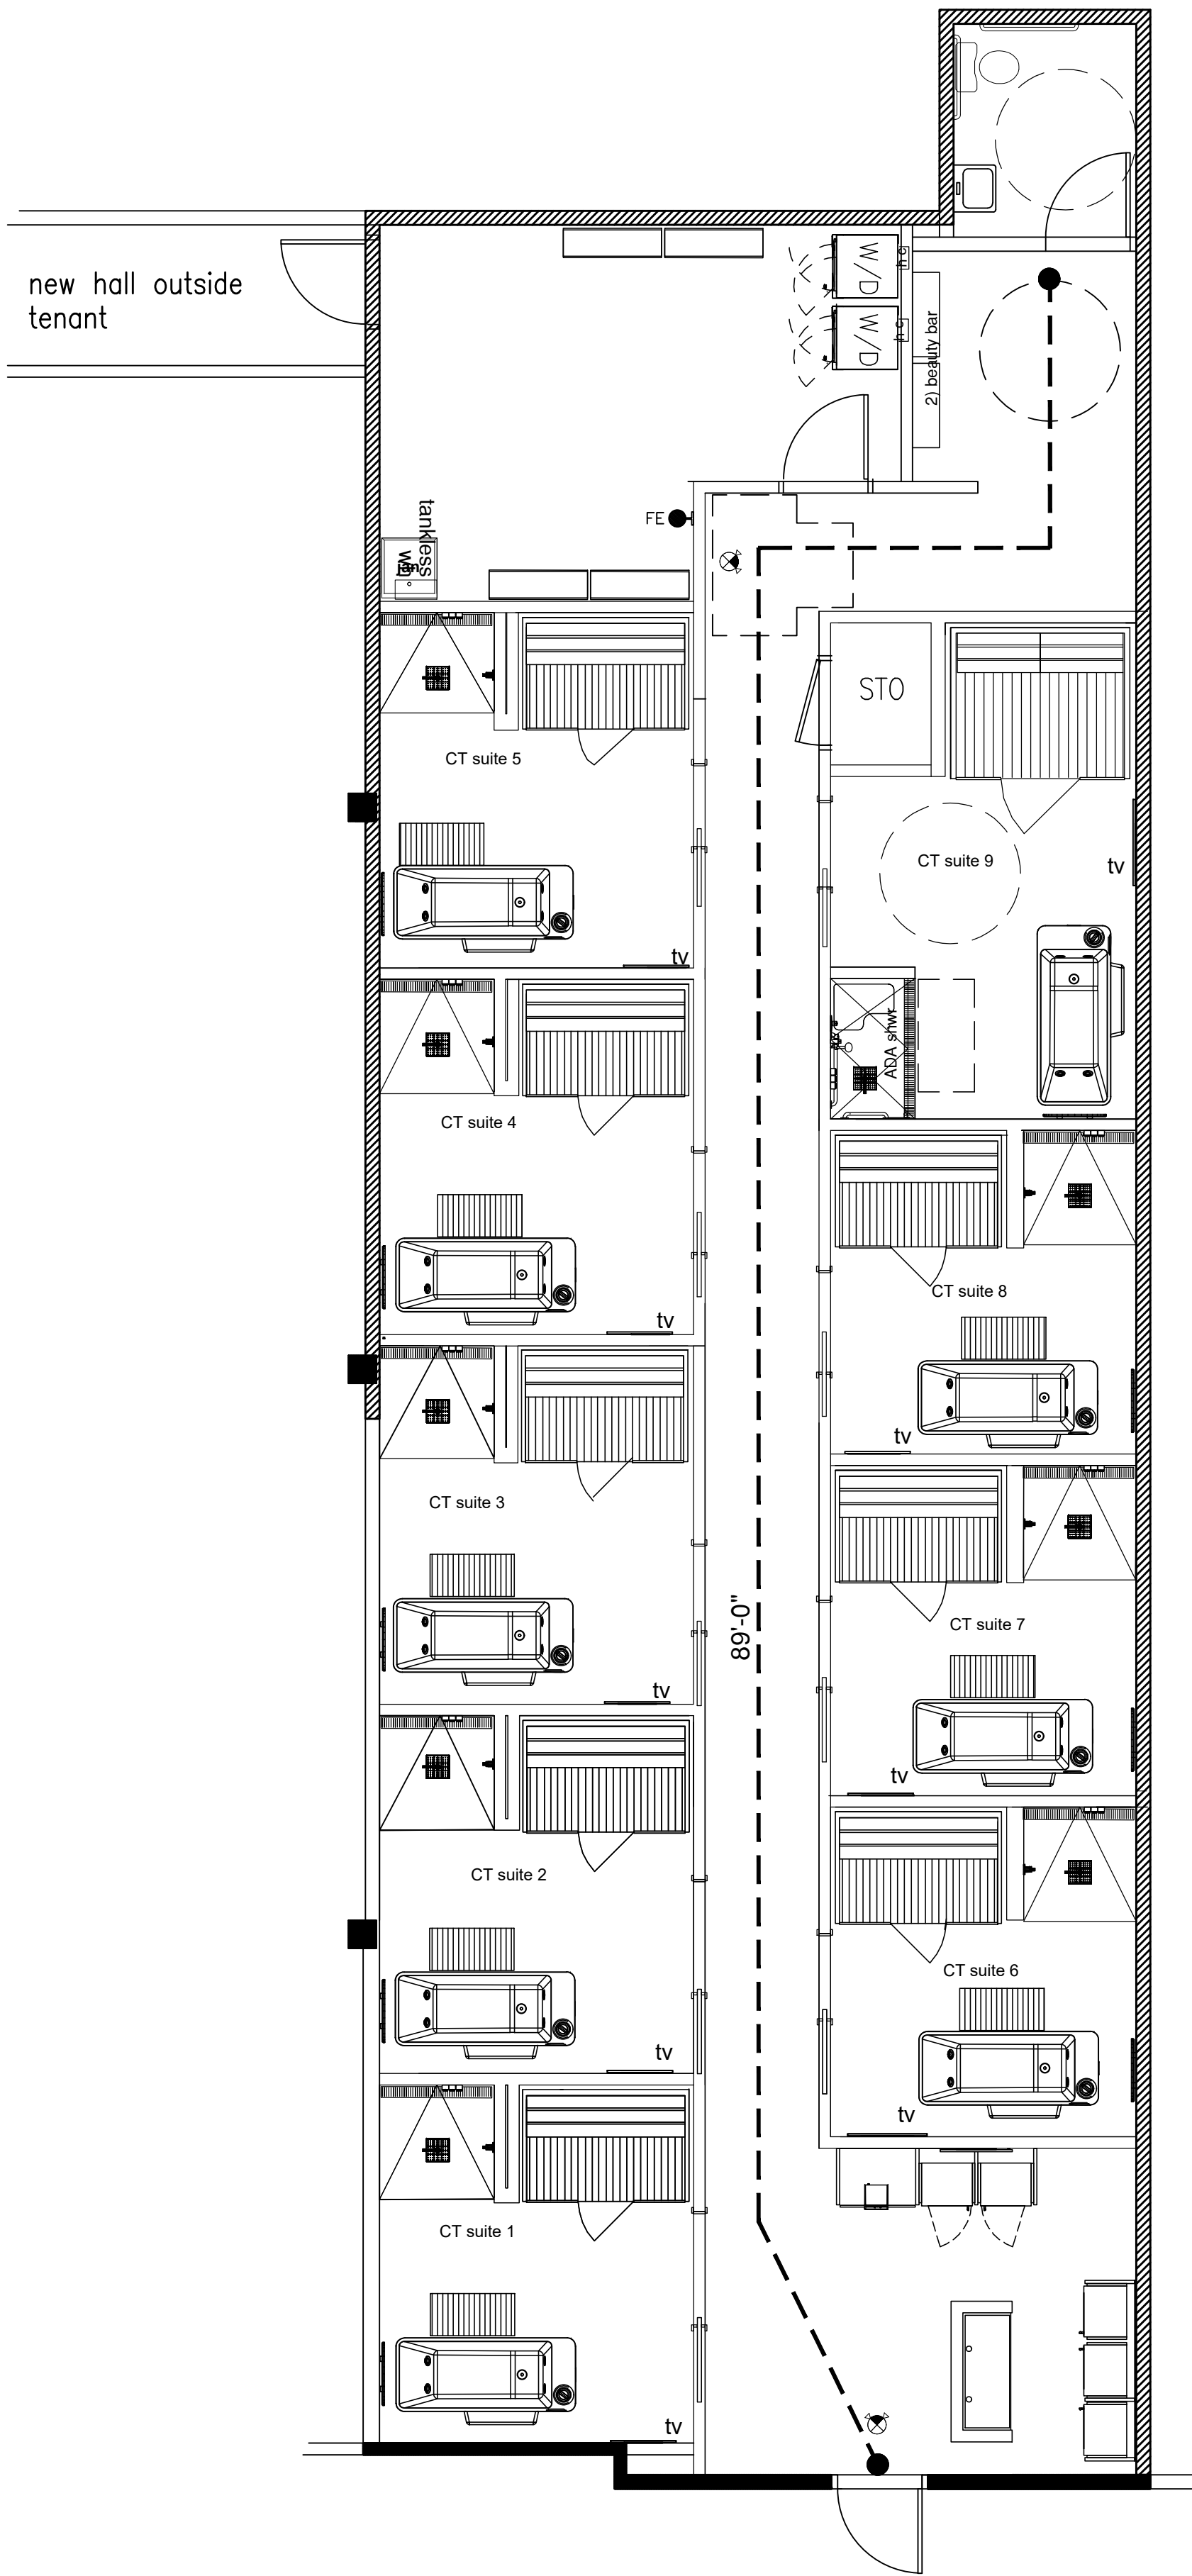 new hall outside
tenant
W/D
h c
W/D
h c
2) beauty bar
FE
tankless
wh
jan
STO
CT suite 5
CT suite 9
tv
tv
ADA shwr
CT suite 4
CT suite 8
tv
tv
CT suite 3
CT suite 7
89'-0"
tv
tv
CT suite 2
CT suite 6
tv
tv
CT suite 1
tv